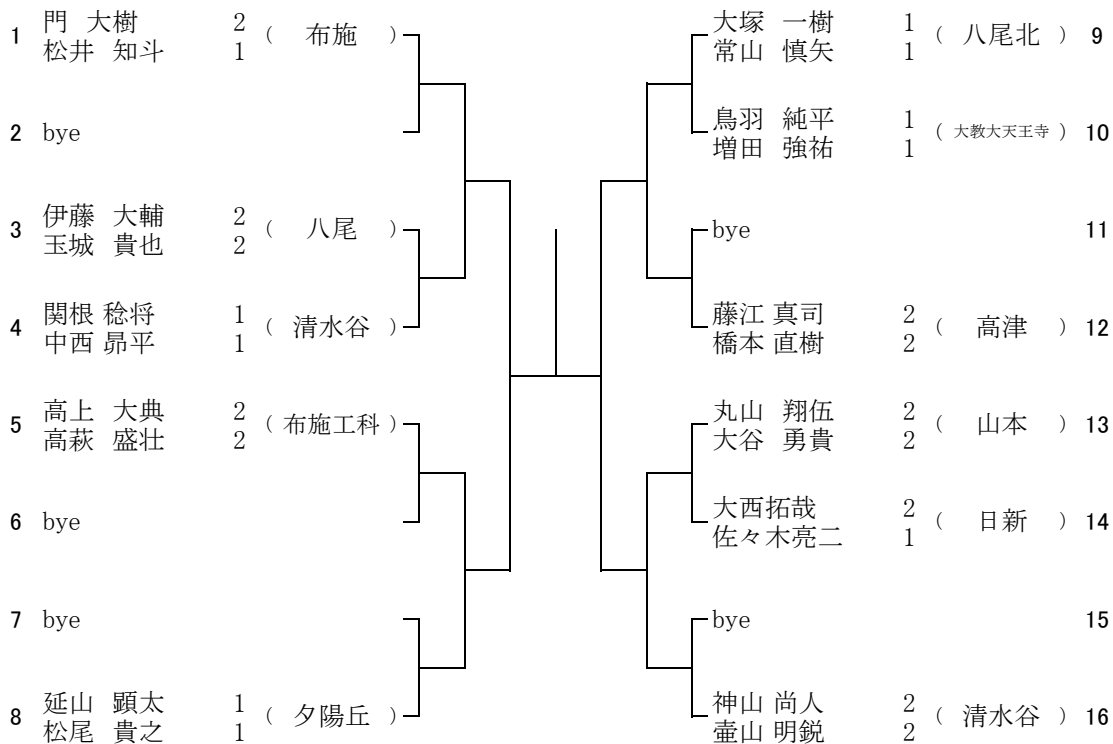 1 門 大樹 2 ( 布施 )
松井 知斗 1
2 bye
3 伊藤 大輔 2 ( 八尾 )
玉城 貴也 2
4 関根 稔将 1 ( 清水谷 )
中西 昴平 1
5 高上 大典 2 ( 布施工科 )
高萩 盛壮 2
6 bye
7 bye
8 延山 顕太 1 ( 夕陽丘 )
松尾 貴之 1
大塚 一樹 1 ( 八尾北 ) 9
常山 慎矢 1
鳥羽 純平 1 ( 大教大天王寺 ) 10
増田 強祐 1
bye 11
藤江 真司 2 ( 高津 ) 12
橋本 直樹 2
丸山 翔伍 2 ( 山本 ) 13
大谷 勇貴 2
大西拓哉 2 ( 日新 ) 14
佐々木亮二 1
bye 15
神山 尚人 2 ( 清水谷 ) 16
壷山 明鋭 2